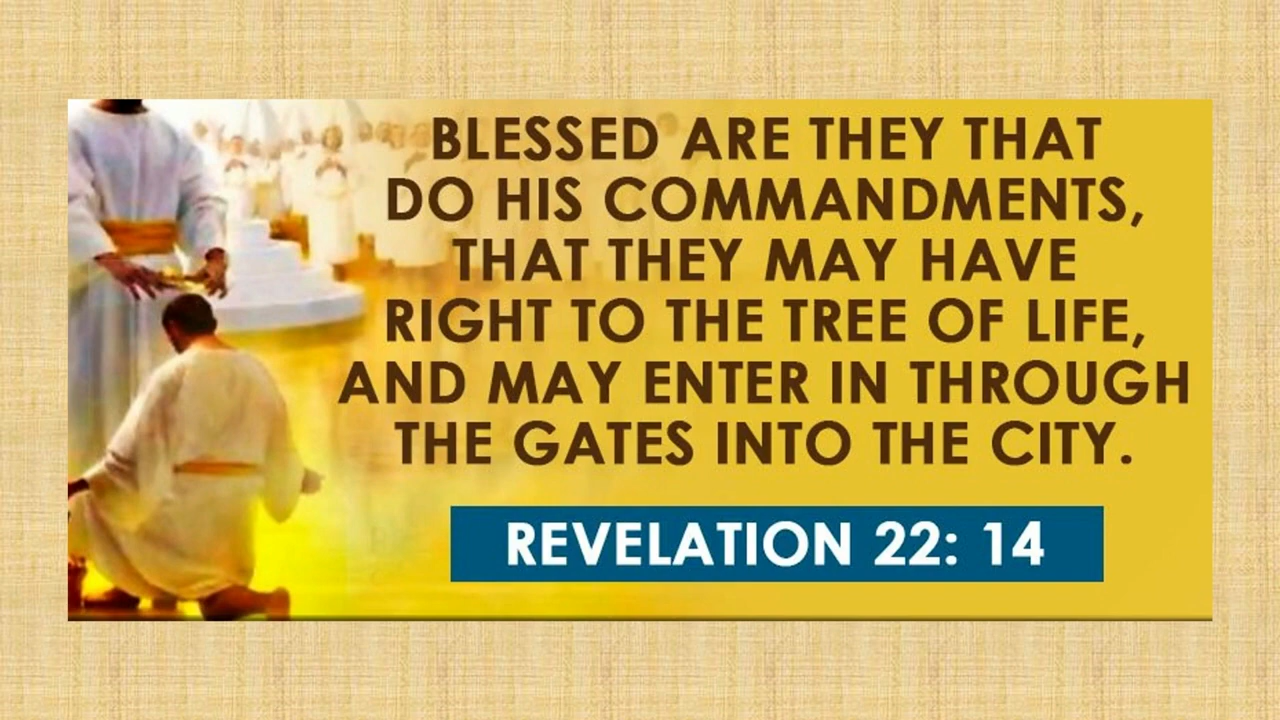 BLESSED ARE THEY THAT
DO HIS COMMANDMENTS,
THAT THEY MAY HAVE
RIGHT TO THE TREE OF LIFE,
AND MAY ENTER IN THROUGH
THE GATES INTO THE CITY.
REVELATION 22: 14